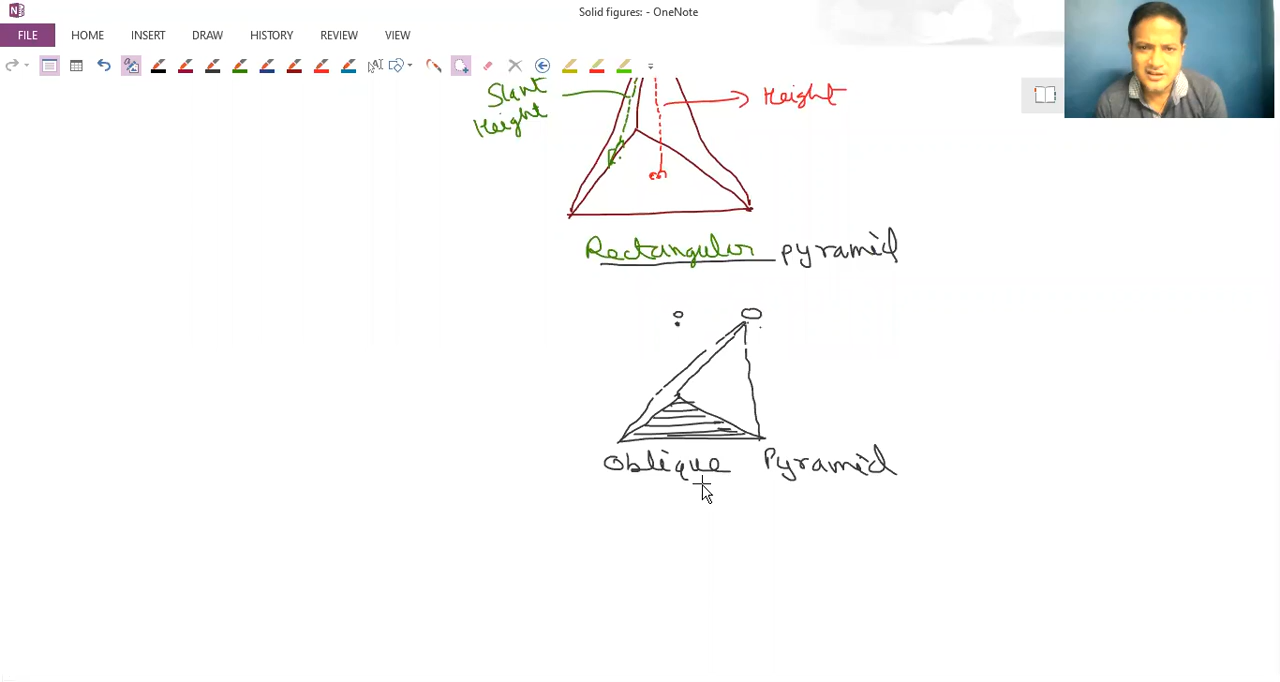 Solid figures: - OneNote
FILE HOME INSERT DRAW HISTORY REVIEW VIEW
Slant
Height
Height
Rectangular pyramid
O
Oblique Pyramid